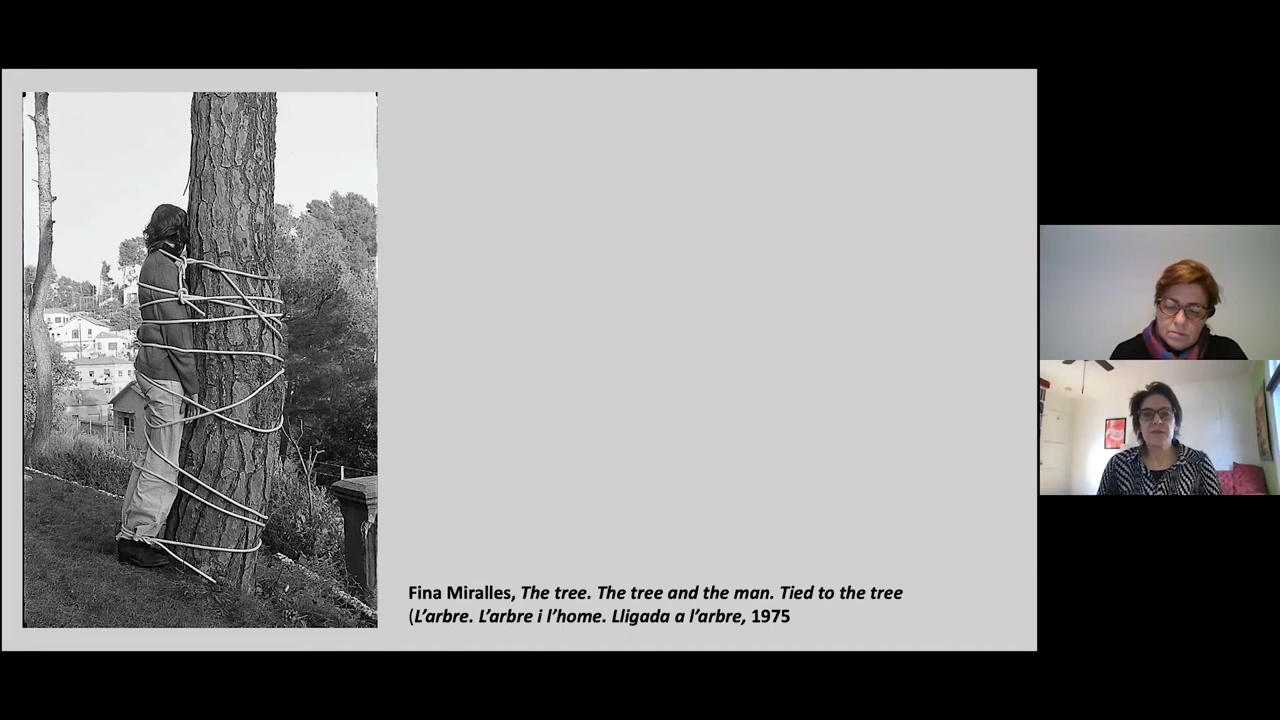 Fina Miralles, The tree. The tree and the man. Tied to the tree
(L’arbre. L’arbre i l’home. Lligada a l’arbre, 1975